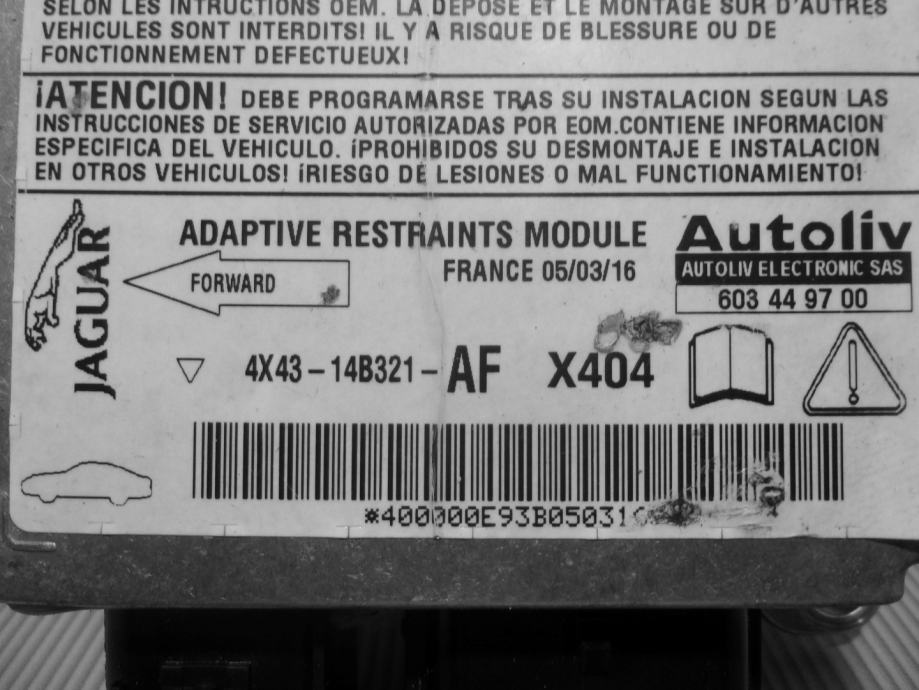 SELON LES INTRUCTIONS OEM. LA DEPOSE ET LE MONTAGE SUR D'AUTRES
VEHICULES SONT INTERDITS! IL Y A RISQUE DE BLESSURE OU DE
FONCTIONNEMENT DEFECTUEUX!
¡ATENCION! DEBE PROGRAMARSE TRAS SU INSTALACION SEGUN LAS
INSTRUCCIONES DE SERVICIO AUTORIZADAS POR EOM.CONTIENE INFORMACION
ESPECIFICA DEL VEHICULO. ¡PROHIBIDOS SU DESMONTAJE E INSTALACION
EN OTROS VEHICULOS! ¡RIESGO DE LESIONES O MAL FUNCTIONAMIENTO!
JAGUAR
ADAPTIVE RESTRAINTS MODULE
FORWARD
FRANCE 05/03/16
Autoliv
AUTOLIV ELECTRONIC SAS
603 44 97 00
4X43-14B321-AF X404